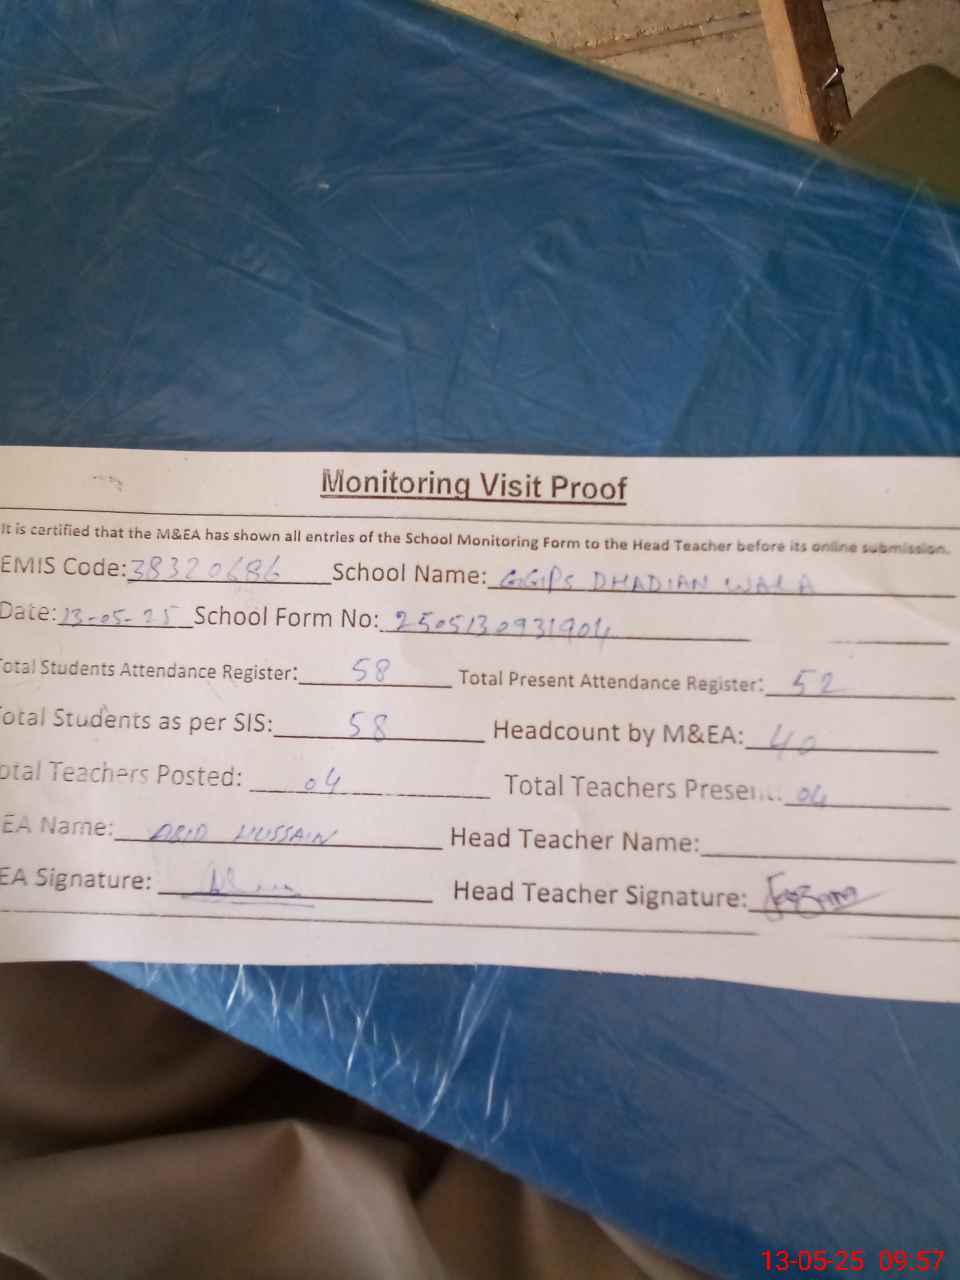 Monitoring Visit Proof
It is certified that the M&EA has shown all entries of the School Monitoring Form to the Head Teacher before its online submission.
EMIS Code: 38320686 School Name: GGPS DHADIAN WALA
Date: 13-05-25 School Form No: 2505130931904
otal Students Attendance Register: 58 Total Present Attendance Register: 52
otal Students as per SIS: 58 Headcount by M&EA: 40
otal Teachers Posted: 04 Total Teachers Present: 04
EA Name: ABID HUSSAIN Head Teacher Name:
EA Signature: Head Teacher Signature:
13-05-25 09:57